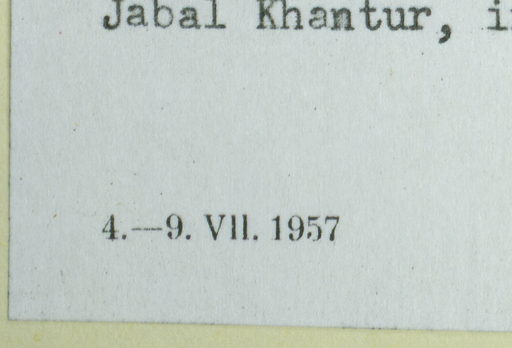 Jabal Khantur,
4.—9. VII. 1957